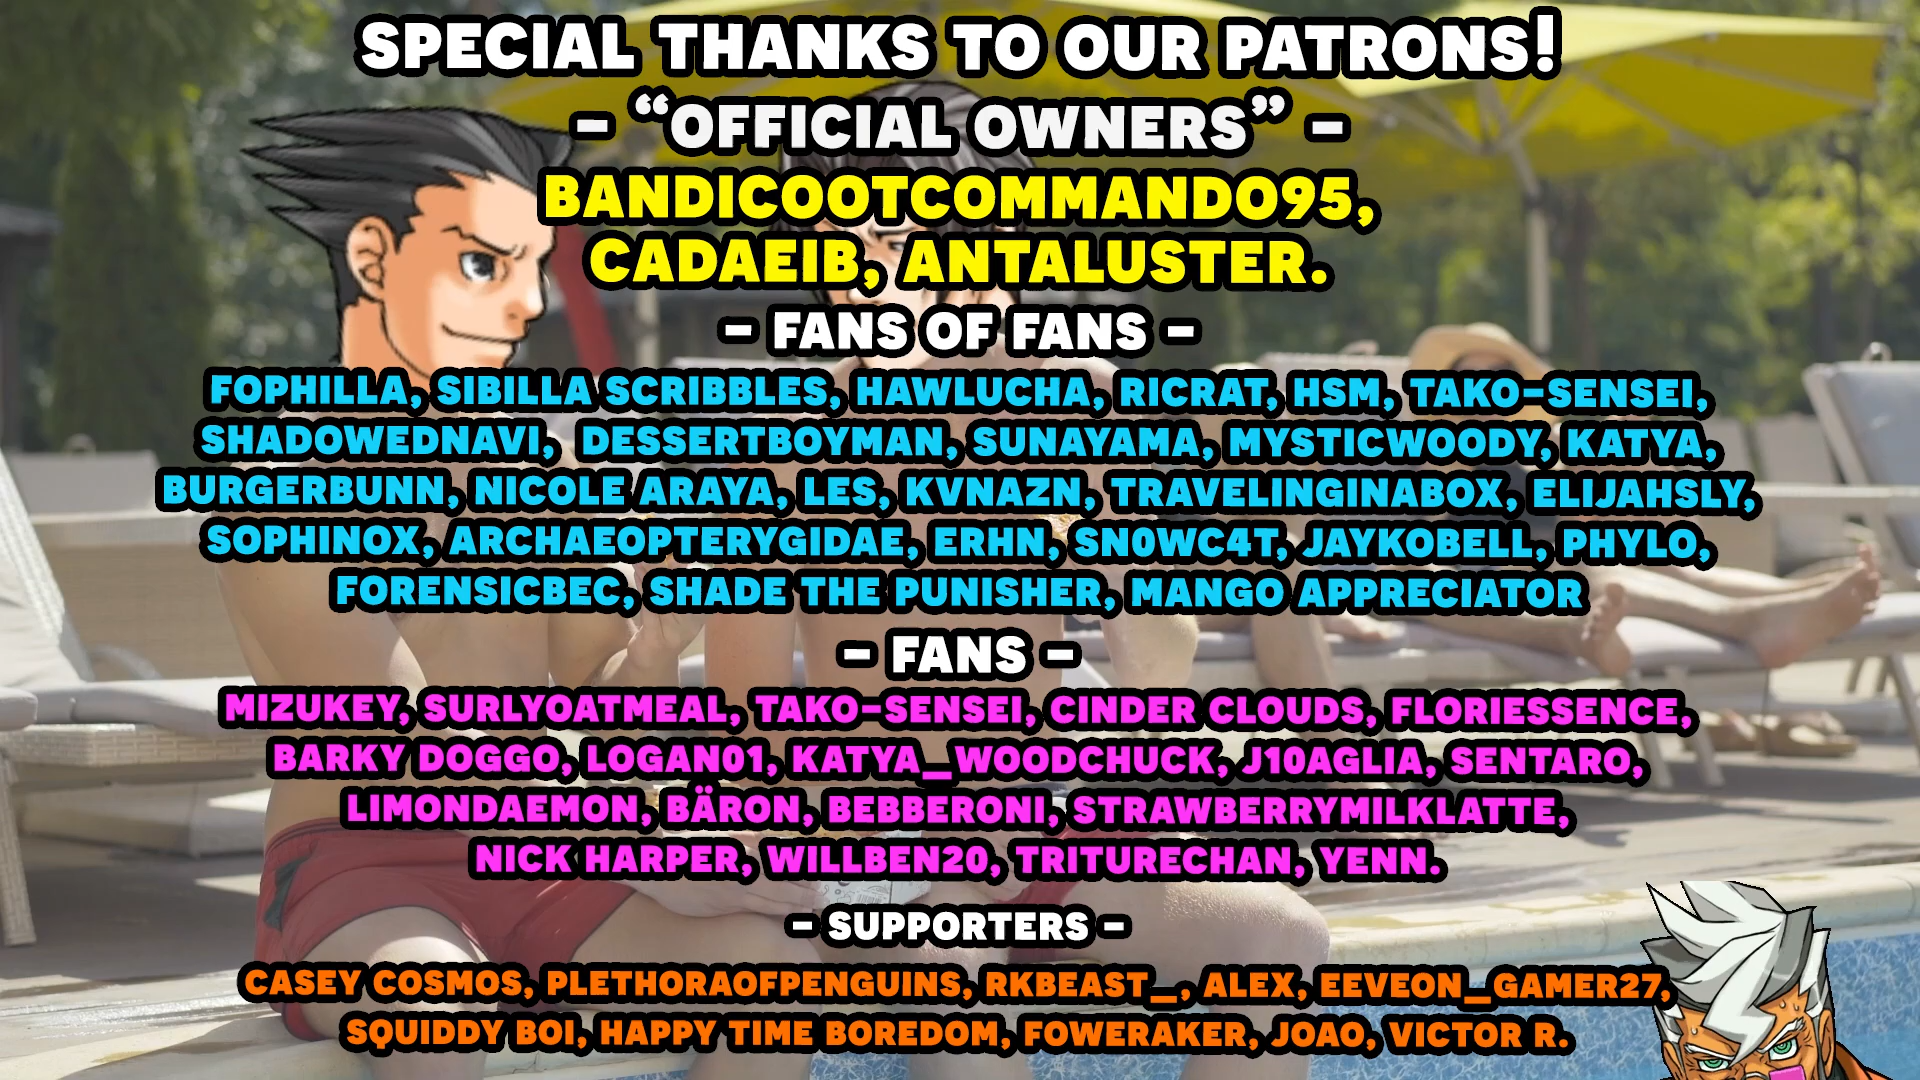 SPECIAL THANKS TO OUR PATRONS!
- “OFFICIAL OWNERS” -
BANDICOOTCOMMANDO95,
CADAEIB, ANTALUSTER.
- FANS OF FANS -
FOPHILLA, SIBILLA SCRIBBLES, HAWLUCHA, RICRAT, HSM, TAKO-SENSEI,
SHADOWEDNAVI, DESSERTBOYMAN, SUNAYAMA, MYSTICWOODY, KATYA,
BURGERBUNN, NICOLE ARAYA, LES, KVNAZN, TRAVELINGINABOX, ELIJAHSLY,
SOPHINOX, ARCHAEOPTERYGIDAE, ERHN, SN0WC4T, JAYKOBELL, PHYLO,
FORENSICBEC, SHADE THE PUNISHER, MANGO APPRECIATOR
- FANS -
MIZUKEY, SURLYOATMEAL, TAKO-SENSEI, CINDER CLOUDS, FLORIESSENCE,
BARKY DOGGO, LOGAN01, KATYA_WOODCHUCK, J10AGLIA, SENTARO,
LIMONDAEMON, BÄRON, BEBBERONI, STRAWBERRYMILKLATTE,
NICK HARPER, WILLBEN20, TRITURECHAN, YENN.
- SUPPORTERS -
CASEY COSMOS, PLETHORAOFPENGUINS, RKBEAST_, ALEX, EEVEON_GAMER27,
SQUIDDY BOI, HAPPY TIME BOREDOM, FOWERAKER, JOAO, VICTOR R.